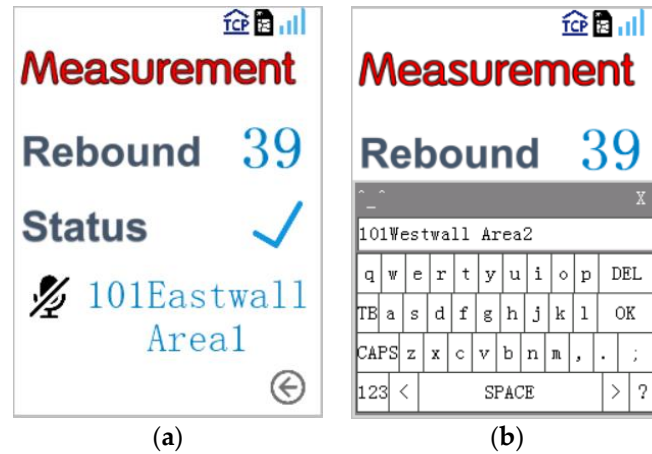 TCP
Measurement
Rebound 39
Status
101Eastwall
Area1
(a)
TCP
Measurement
Rebound 39
^_^ X
101Westwall Area2
q w e r t y u i o p DEL
TB a s d f g h j k l OK
CAPS z x c v b n m , . ;
123 < SPACE > ?
(b)